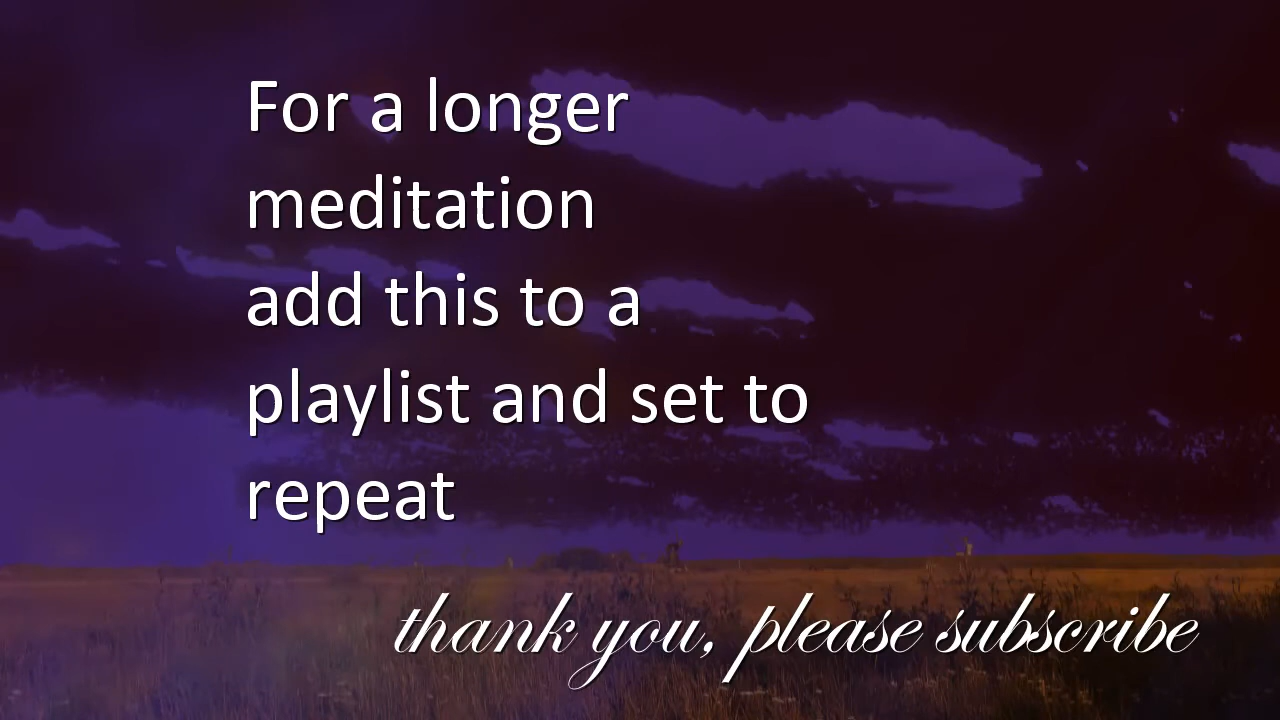 For a longer
meditation
add this to a
playlist and set to
repeat
thank you, please subscribe